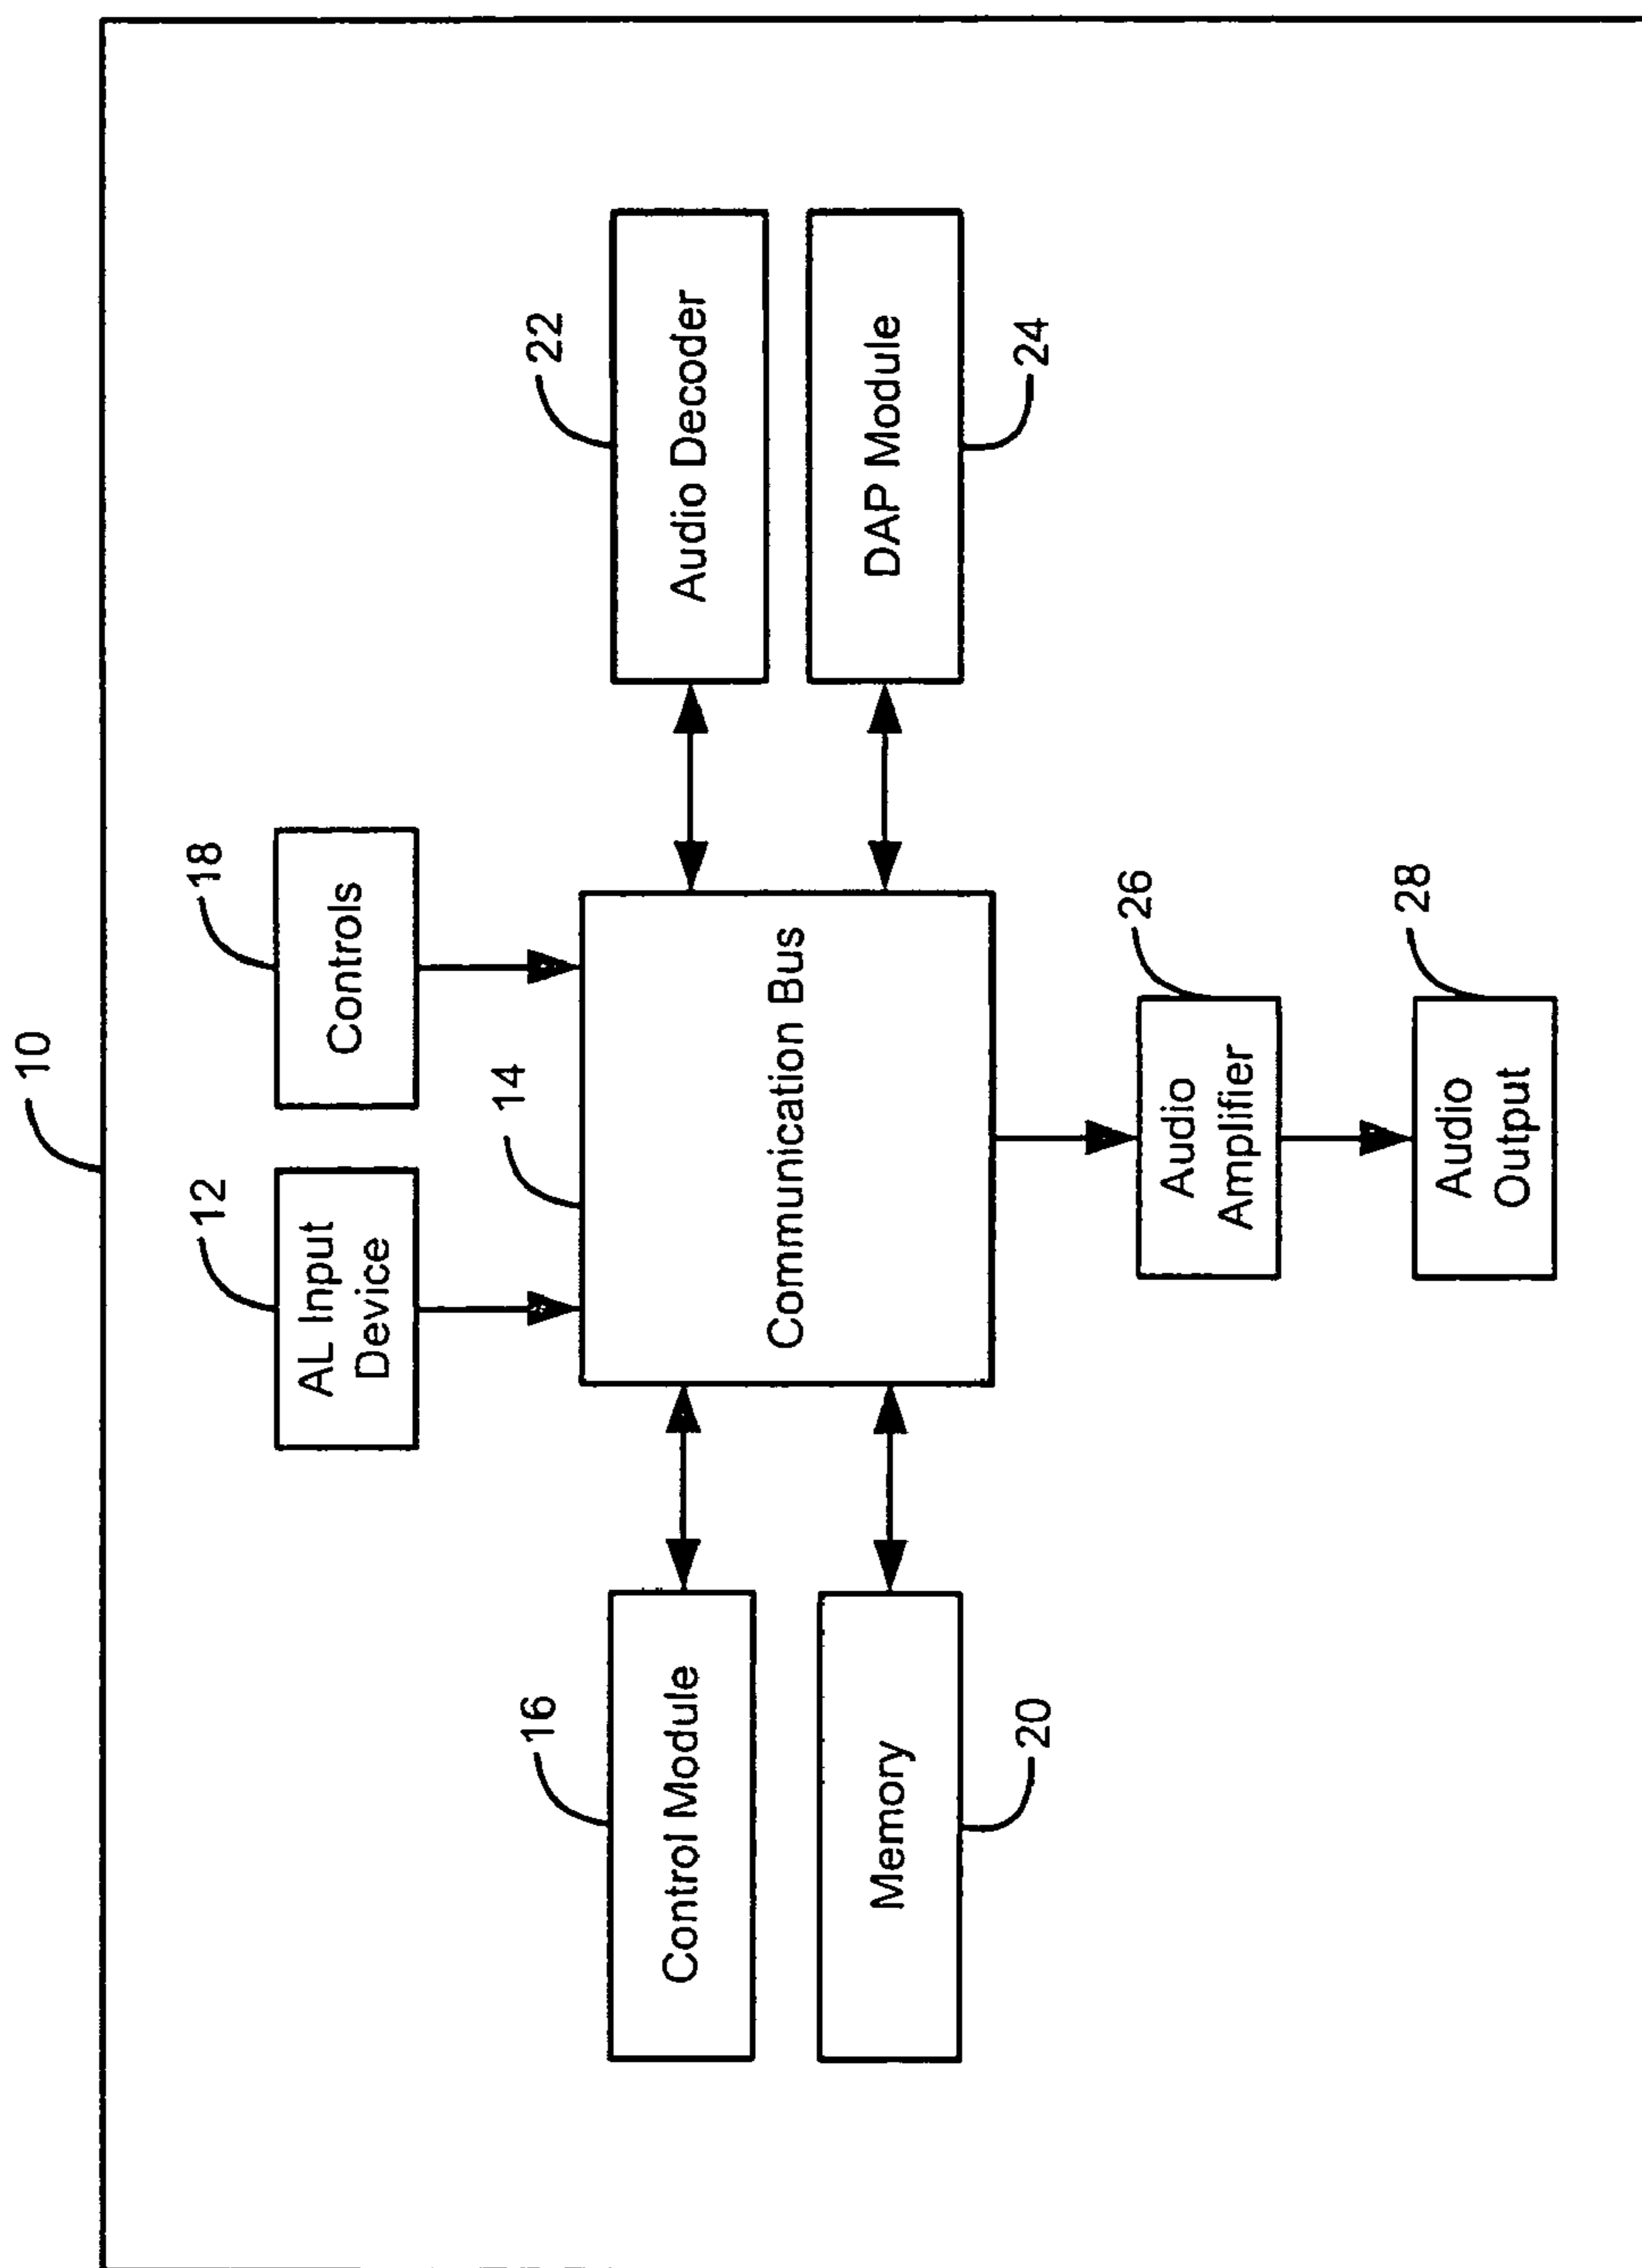 10
12
AL Input
Device
18
Controls
14
Communication Bus
16
Control Module
22
Audio Decoder
Memory
20
DAP Module
24
Audio
Amplifier
26
Audio
Output
28